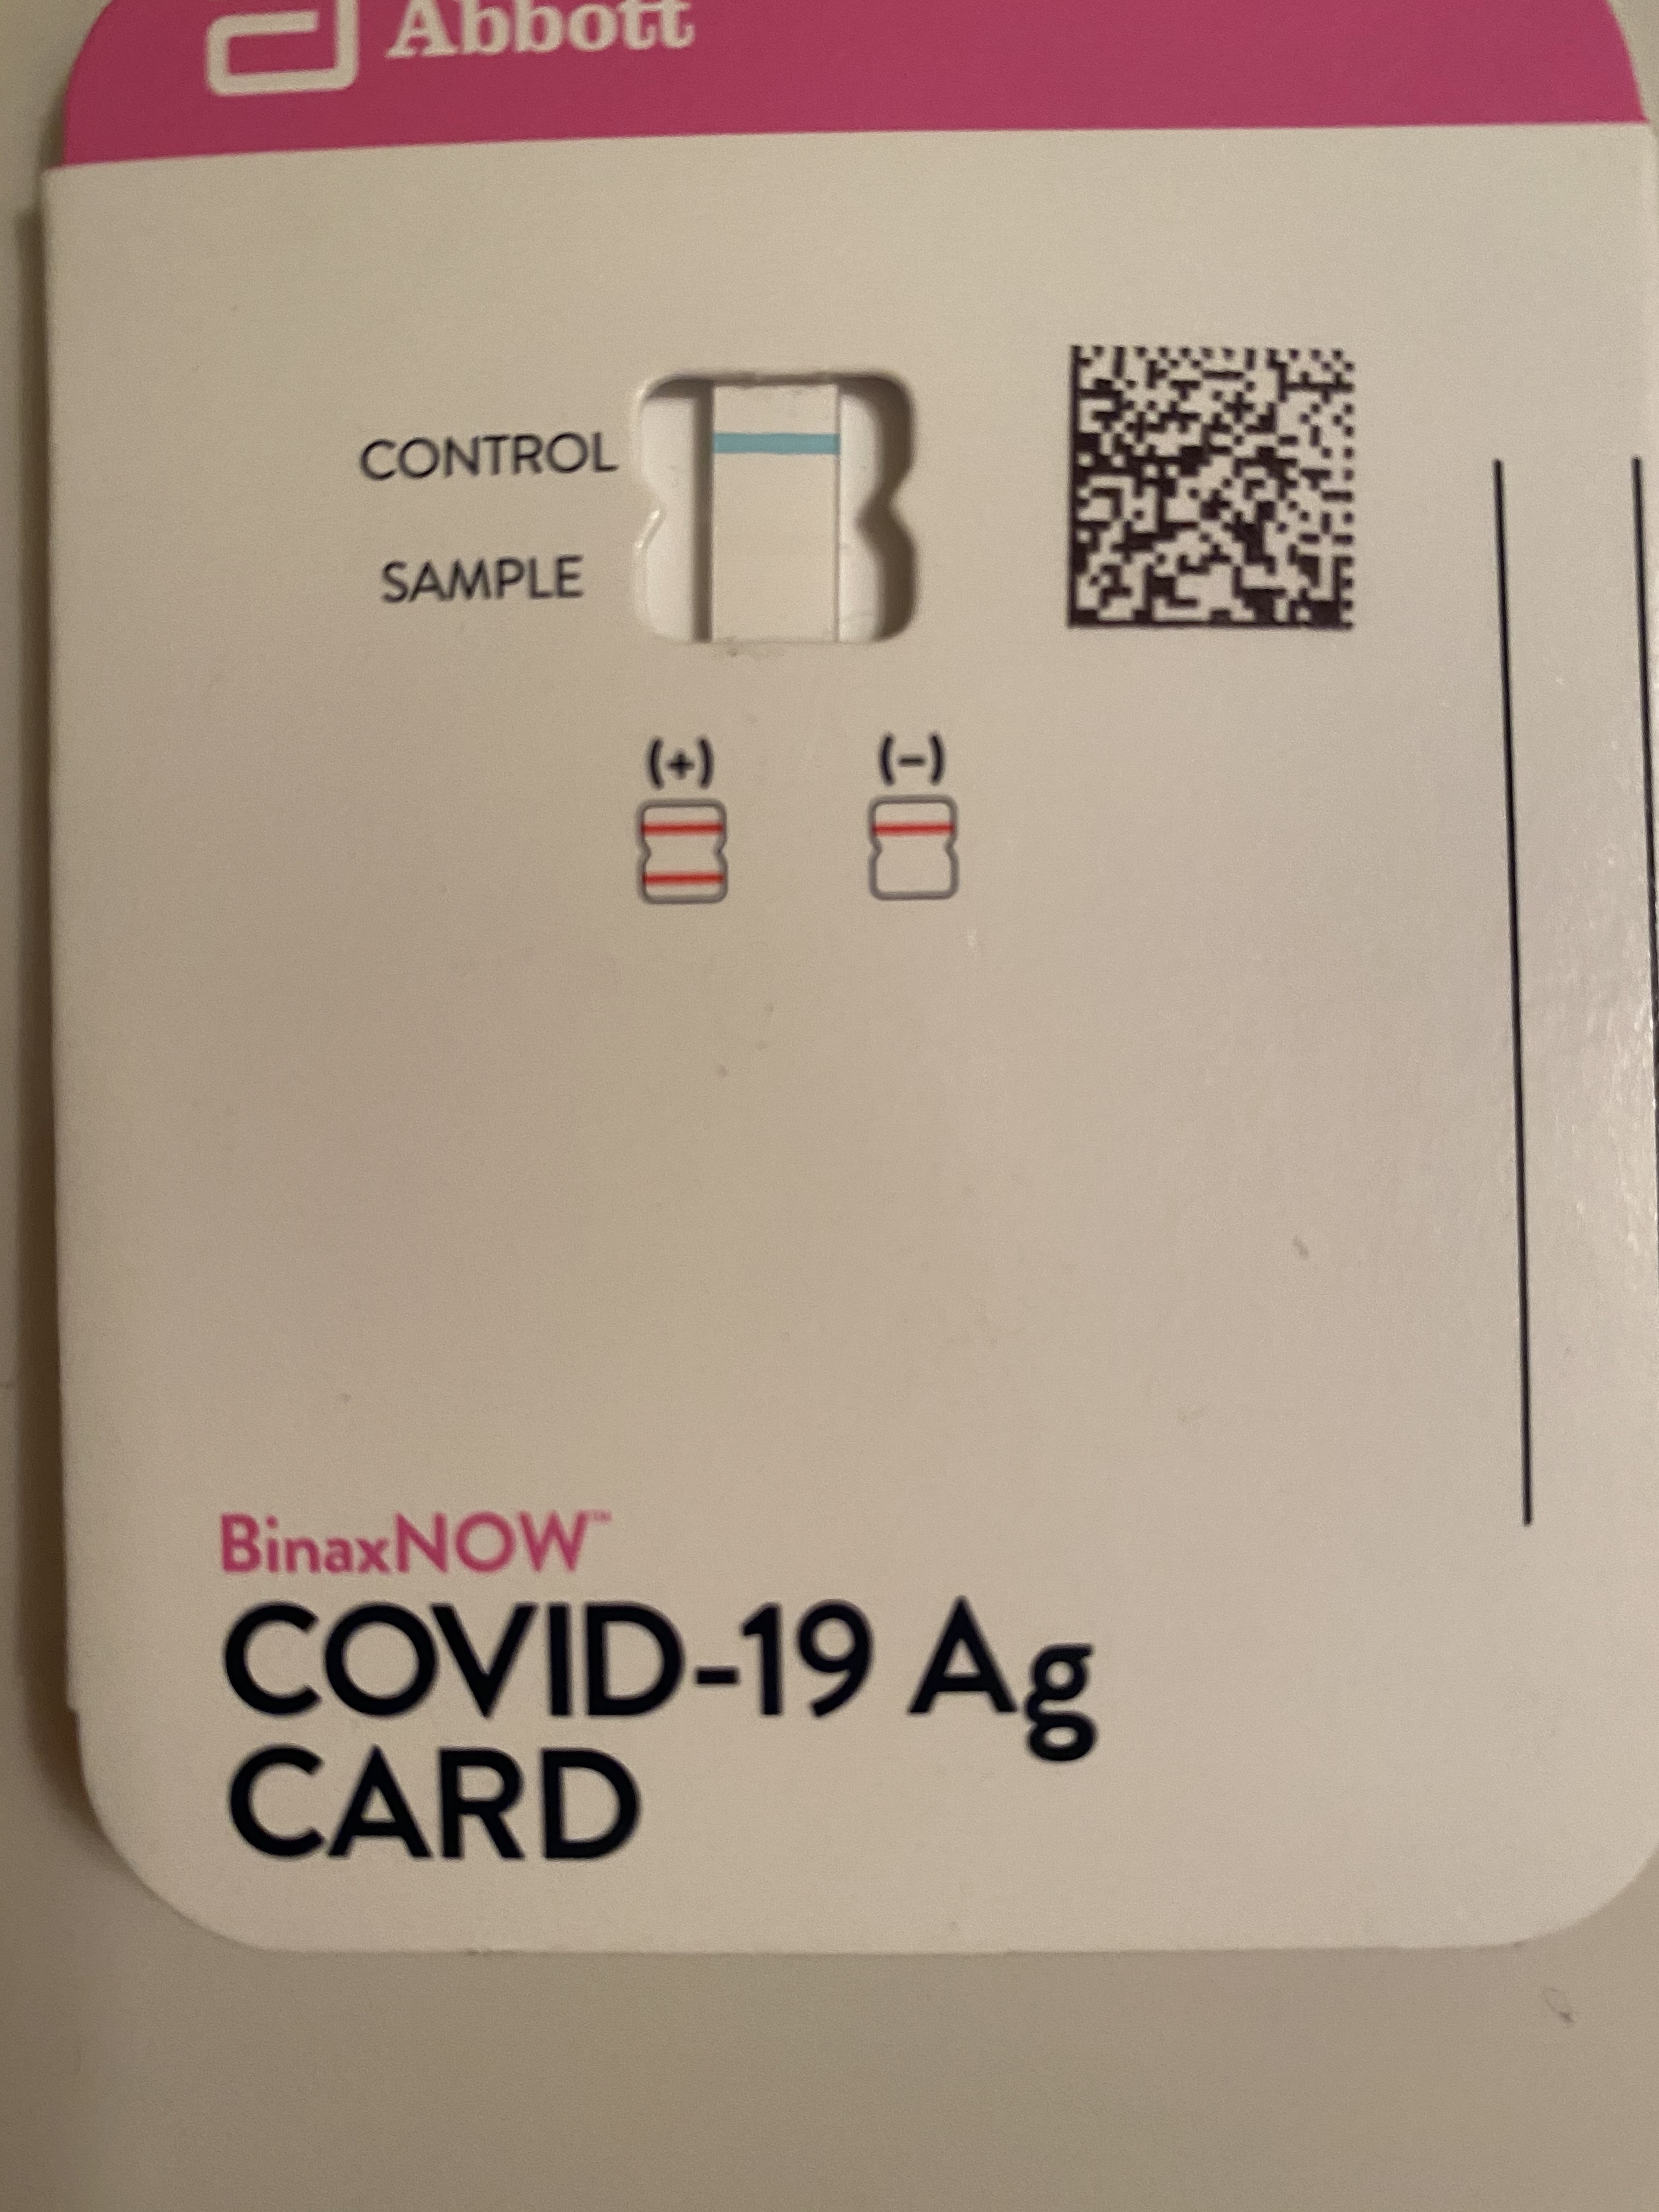 Abbott
CONTROL
SAMPLE
(+) (-)
BinaxNOW™
COVID-19 Ag
CARD